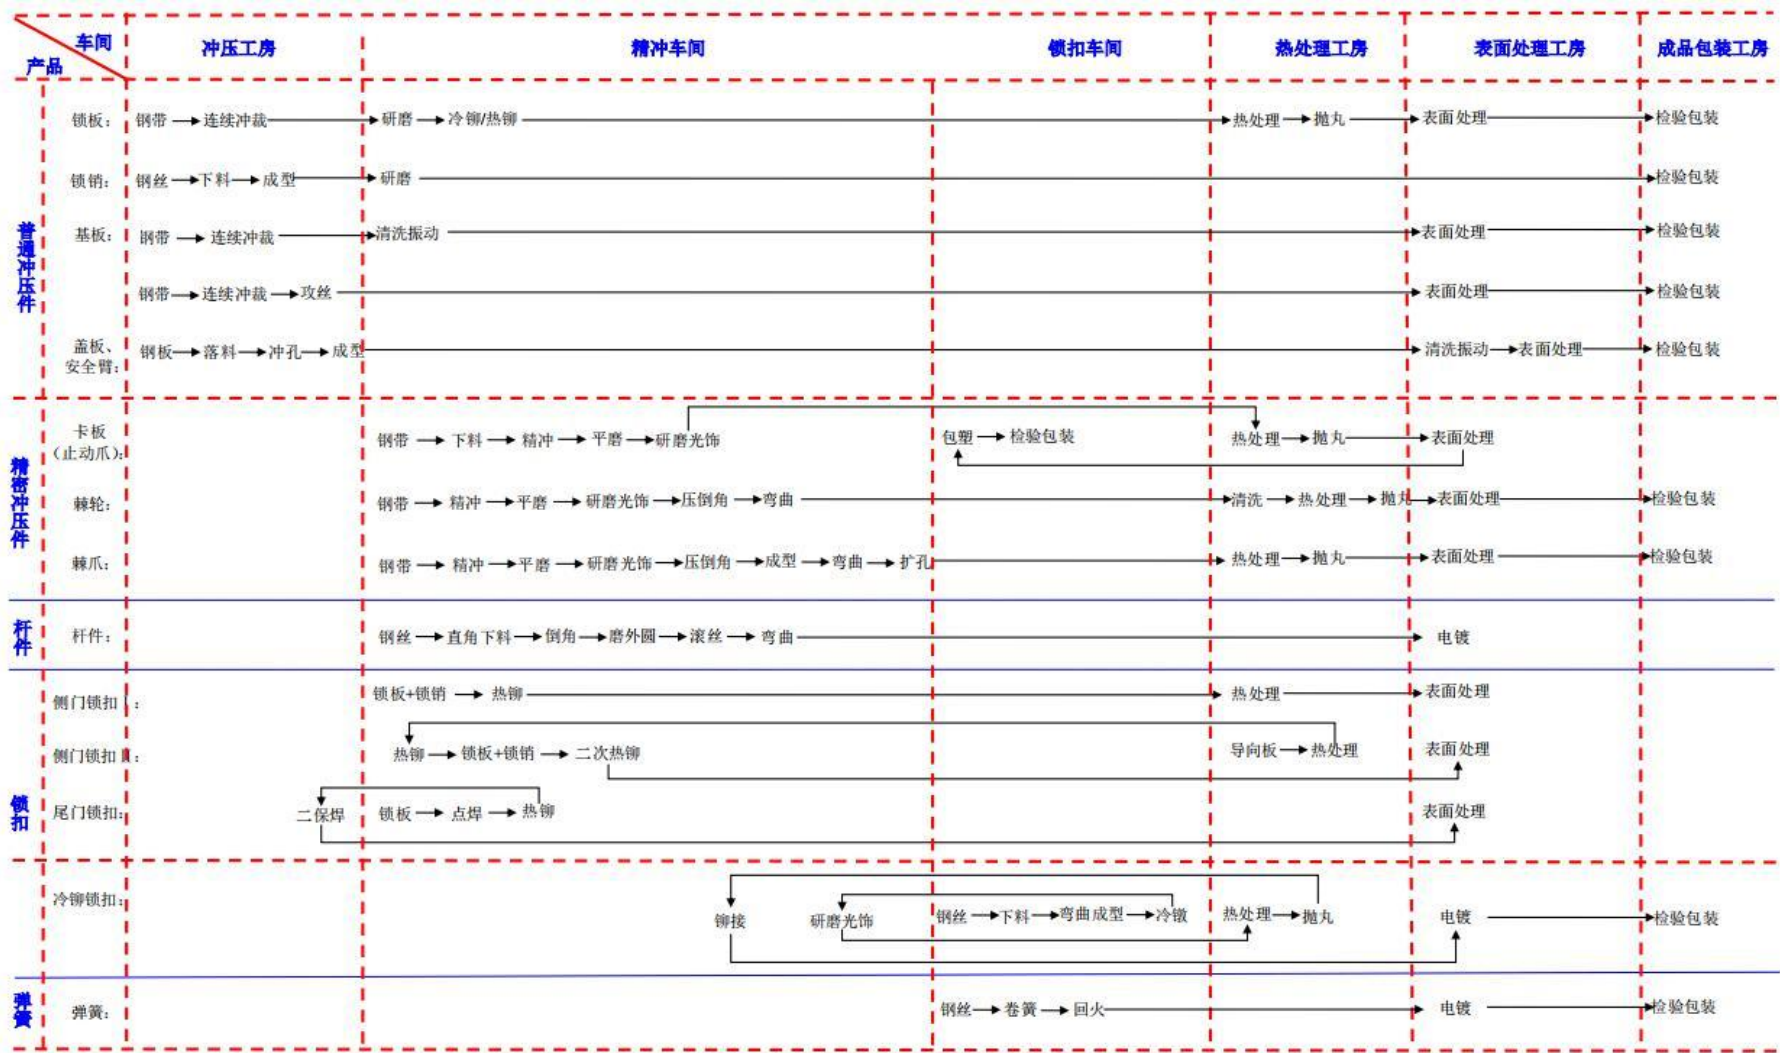 车间 冲压工房 精冲车间 锁扣车间 热处理工房 表面处理工房 成品包装工房
产品
普通冲压件
锁板： 钢带 连续冲裁 研磨 冷铆/热铆 热处理 抛丸 表面处理 检验包装
锁销： 钢丝 下料 成型 研磨 检验包装
基板： 钢带 连续冲裁 清洗振动 表面处理 检验包装
钢带 连续冲裁 攻丝 表面处理 检验包装
盖板、
安全臂： 钢板 落料 冲孔 成型 清洗振动 表面处理 检验包装
精密冲压件
卡板
（止动爪）： 钢带 下料 精冲 平磨 研磨光饰 包塑 检验包装 热处理 抛丸 表面处理
棘轮： 钢带 精冲 平磨 研磨光饰 压倒角 弯曲 清洗 热处理 抛丸 表面处理 检验包装
棘爪： 钢带 精冲 平磨 研磨光饰 压倒角 成型 弯曲 扩孔 热处理 抛丸 表面处理 检验包装
杆件
杆件： 钢丝 直角下料 倒角 磨外圆 滚丝 弯曲 电镀
锁扣
侧门锁扣 ： 锁板+锁销 热铆 热处理 表面处理
侧门锁扣 ： 热铆 锁板+锁销 二次热铆 导向板 热处理 表面处理
尾门锁扣： 二保焊 锁板 点焊 热铆 表面处理
冷铆锁扣： 铆接 研磨光饰 钢丝 下料 弯曲成型 冷镦 热处理 抛丸 电镀 检验包装
弹簧
弹簧： 钢丝 卷簧 回火 电镀 检验包装